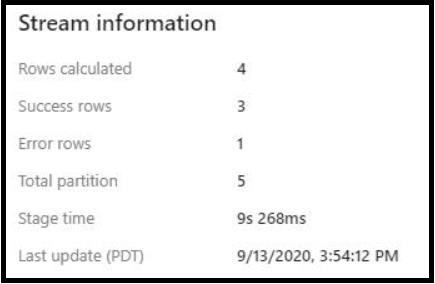 Stream information
Rows calculated 4
Success rows 3
Error rows 1
Total partition 5
Stage time 9s 268ms
Last update (PDT) 9/13/2020, 3:54:12 PM